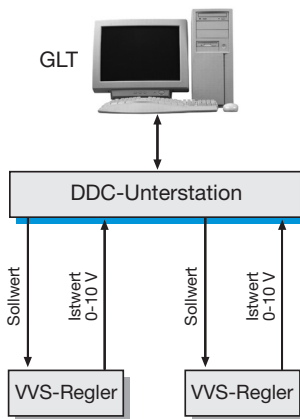 GLT
DDC-Unterstation
Sollwert
Istwert
0-10 V
Sollwert
Istwert
0-10 V
VVS-Regler
VVS-Regler